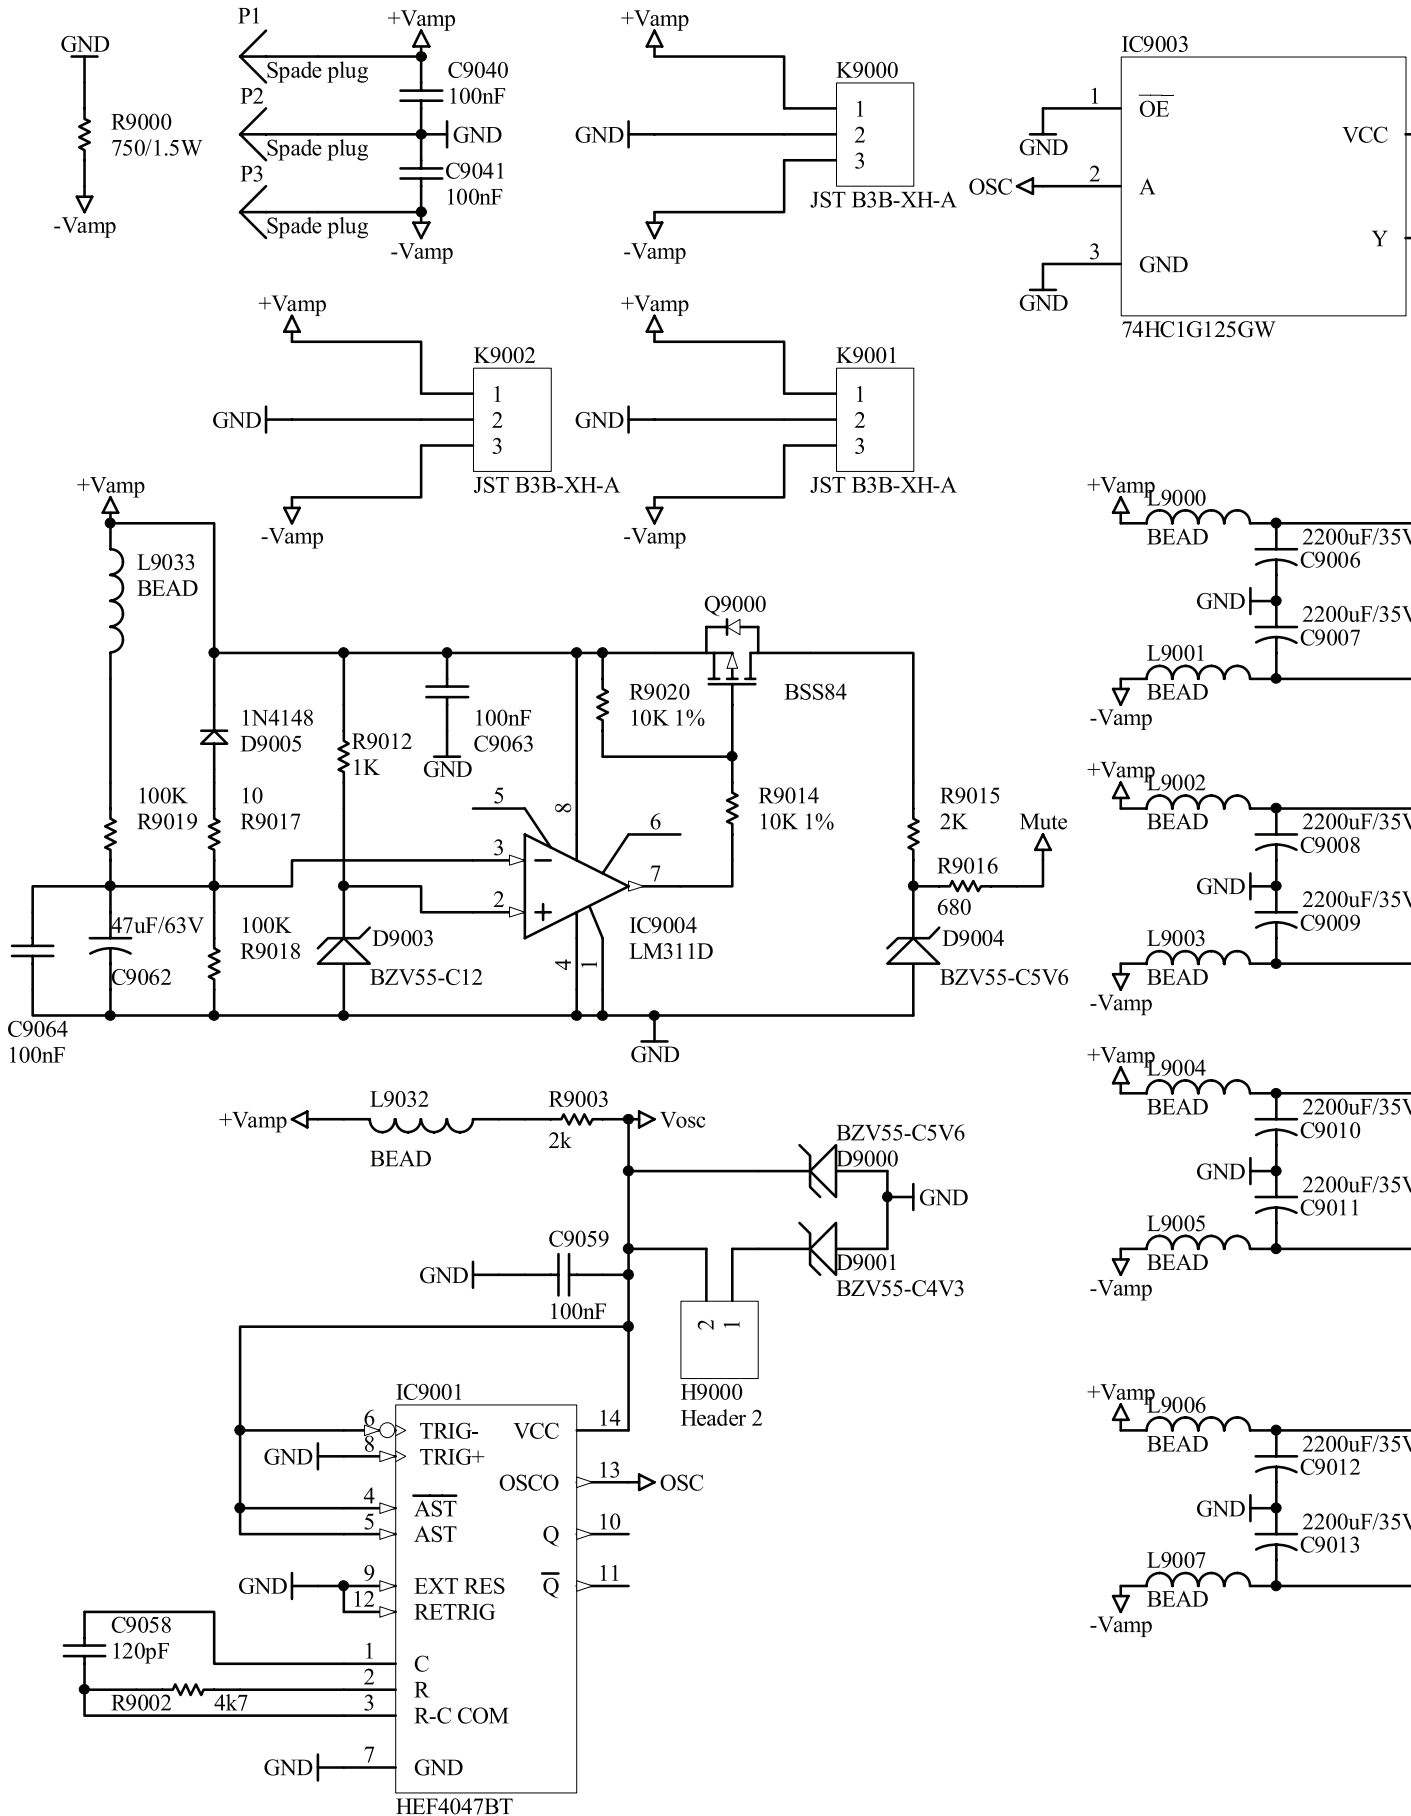 P1
+Vamp
GND
Spade plug
C9040
100nF
P2
R9000
750/1.5W
GND
Spade plug
C9041
100nF
P3
Spade plug
-Vamp
-Vamp
+Vamp
K9000
1
GND
2
3
JST B3B-XH-A
-Vamp
IC9003
1
OE
GND
VCC
OSC
2
A
Y
3
GND
GND
74HC1G125GW
+Vamp
K9002
1
GND
2
3
JST B3B-XH-A
-Vamp
+Vamp
K9001
1
GND
2
3
JST B3B-XH-A
-Vamp
+Vamp
L9033
BEAD
Q9000
1N4148
D9005
R9012
1K
100nF
C9063
GND
R9020
10K 1%
BSS84
100K
R9019
10
R9017
5
8
6
R9014
10K 1%
R9015
2K
Mute
3
7
R9016
680
2
47uF/63V
C9062
100K
R9018
D9003
BZV55-C12
4
1
IC9004
LM311D
D9004
BZV55-C5V6
C9064
100nF
GND
+Vamp
L9032
BEAD
R9003
2k
Vosc
BZV55-C5V6
D9000
GND
C9059
GND
100nF
D9001
BZV55-C4V3
2
1
H9000
Header 2
IC9001
6
TRIG-
VCC
14
GND
8
TRIG+
OSCO
13
OSC
4
AST
5
AST
Q
10
GND
9
EXT RES
Q
11
12
RETRIG
C9058
120pF
1
C
2
R
R9002
4k7
3
R-C COM
GND
7
GND
HEF4047BT
+Vamp
L9000
BEAD
2200uF/35V
C9006
GND
2200uF/35V
C9007
L9001
BEAD
-Vamp
+Vamp
L9002
BEAD
2200uF/35V
C9008
GND
2200uF/35V
C9009
L9003
BEAD
-Vamp
+Vamp
L9004
BEAD
2200uF/35V
C9010
GND
2200uF/35V
C9011
L9005
BEAD
-Vamp
+Vamp
L9006
BEAD
2200uF/35V
C9012
GND
2200uF/35V
C9013
L9007
BEAD
-Vamp